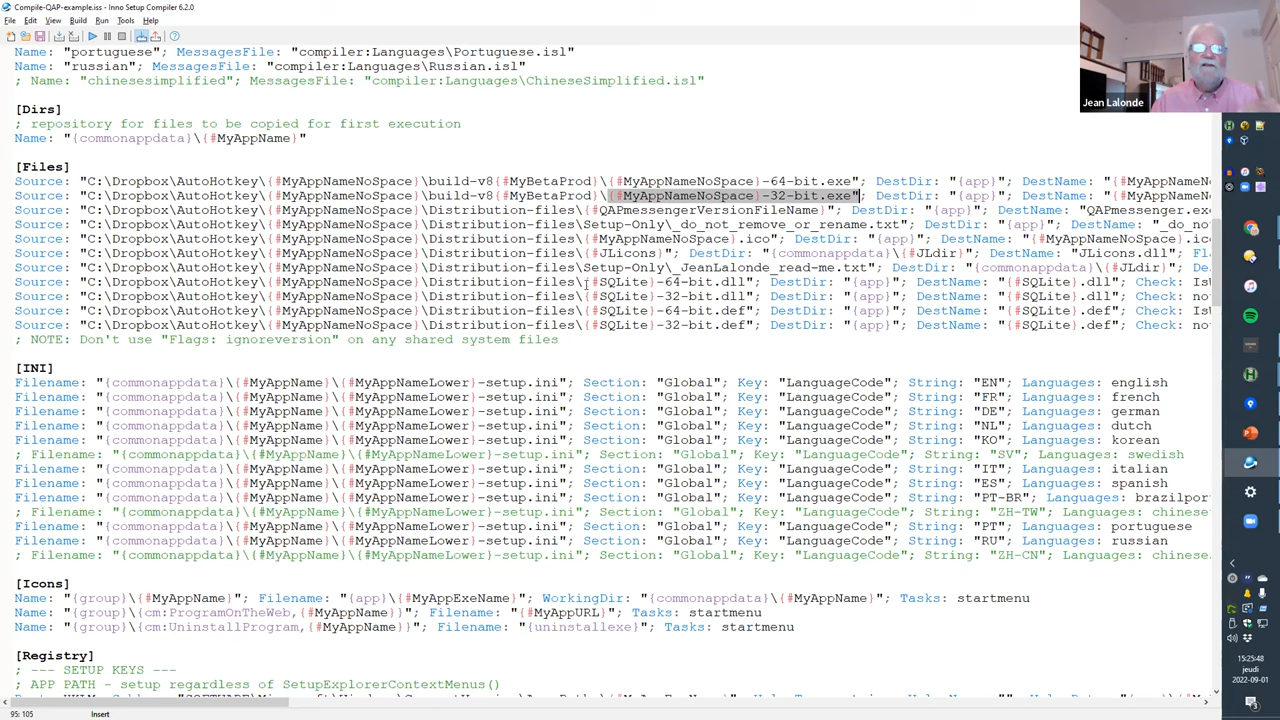 Compile-QAP-example.iss - Inno Setup Compiler 6.2.0
File Edit View Build Run Tools Help
Name: "portuguese"; MessagesFile: "compiler:Languages\Portuguese.isl"
Name: "russian"; MessagesFile: "compiler:Languages\Russian.isl"
; Name: "chinesesimplified"; MessagesFile: "compiler:Languages\ChineseSimplified.isl"
Jean Lalonde
[Dirs]
; repository for files to be copied for first execution
Name: "{commonappdata}\{#MyAppName}"
[Files]
Source: "C:\Dropbox\AutoHotkey\{#MyAppNameNoSpace}\build-v8{#MyBetaProd}\{#MyAppNameNoSpace}-64-bit.exe"; DestDir: "{app}"; DestName: "{#MyAp
Source: "C:\Dropbox\AutoHotkey\{#MyAppNameNoSpace}\build-v8{#MyBetaProd}\{#MyAppNameNoSpace}-32-bit.exe"; DestDir: "{app}"; DestName: "{#MyAp
Source: "C:\Dropbox\AutoHotkey\{#MyAppNameNoSpace}\Distribution-files\{#QAPmessengerVersionFileName}"; DestDir: "{app}"; DestName: "QAPmessenger.exe
Source: "C:\Dropbox\AutoHotkey\{#MyAppNameNoSpace}\Distribution-files\Setup-Only\_do_not_remove_or_rename.txt"; DestDir: "{app}"; DestName: "_do_no
Source: "C:\Dropbox\AutoHotkey\{#MyAppNameNoSpace}\Distribution-files\{#MyAppNameNoSpace}.ico"; DestDir: "{app}"; DestName: "{#MyAppNameNoSpace}.ico
Source: "C:\Dropbox\AutoHotkey\{#MyAppNameNoSpace}\Distribution-files\{#JLicons}"; DestDir: "{commonappdata}\{#JLdir}"; DestName: "JLicons.dll"; Fl
Source: "C:\Dropbox\AutoHotkey\{#MyAppNameNoSpace}\Distribution-files\Setup-Only\_JeanLalonde_read-me.txt"; DestDir: "{commonappdata}\{#JLdir}"; De
Source: "C:\Dropbox\AutoHotkey\{#MyAppNameNoSpace}\Distribution-files\{#SQLite}-64-bit.dll"; DestDir: "{app}"; DestName: "{#SQLite}.dll"; Check: Is
Source: "C:\Dropbox\AutoHotkey\{#MyAppNameNoSpace}\Distribution-files\{#SQLite}-32-bit.dll"; DestDir: "{app}"; DestName: "{#SQLite}.dll"; Check: no
Source: "C:\Dropbox\AutoHotkey\{#MyAppNameNoSpace}\Distribution-files\{#SQLite}-64-bit.def"; DestDir: "{app}"; DestName: "{#SQLite}.def"; Check: Is
Source: "C:\Dropbox\AutoHotkey\{#MyAppNameNoSpace}\Distribution-files\{#SQLite}-32-bit.def"; DestDir: "{app}"; DestName: "{#SQLite}.def"; Check: no
; NOTE: Don't use "Flags: ignoreversion" on any shared system files
[INI]
Filename: "{commonappdata}\{#MyAppName}\{#MyAppNameLower}-setup.ini"; Section: "Global"; Key: "LanguageCode"; String: "EN"; Languages: english
Filename: "{commonappdata}\{#MyAppName}\{#MyAppNameLower}-setup.ini"; Section: "Global"; Key: "LanguageCode"; String: "FR"; Languages: french
Filename: "{commonappdata}\{#MyAppName}\{#MyAppNameLower}-setup.ini"; Section: "Global"; Key: "LanguageCode"; String: "DE"; Languages: german
Filename: "{commonappdata}\{#MyAppName}\{#MyAppNameLower}-setup.ini"; Section: "Global"; Key: "LanguageCode"; String: "NL"; Languages: dutch
Filename: "{commonappdata}\{#MyAppName}\{#MyAppNameLower}-setup.ini"; Section: "Global"; Key: "LanguageCode"; String: "KO"; Languages: korean
; Filename: "{commonappdata}\{#MyAppName}\{#MyAppNameLower}-setup.ini"; Section: "Global"; Key: "LanguageCode"; String: "SV"; Languages: swedish
Filename: "{commonappdata}\{#MyAppName}\{#MyAppNameLower}-setup.ini"; Section: "Global"; Key: "LanguageCode"; String: "IT"; Languages: italian
Filename: "{commonappdata}\{#MyAppName}\{#MyAppNameLower}-setup.ini"; Section: "Global"; Key: "LanguageCode"; String: "ES"; Languages: spanish
Filename: "{commonappdata}\{#MyAppName}\{#MyAppNameLower}-setup.ini"; Section: "Global"; Key: "LanguageCode"; String: "PT-BR"; Languages: brazilpor
; Filename: "{commonappdata}\{#MyAppName}\{#MyAppNameLower}-setup.ini"; Section: "Global"; Key: "LanguageCode"; String: "ZH-TW"; Languages: chinese
Filename: "{commonappdata}\{#MyAppName}\{#MyAppNameLower}-setup.ini"; Section: "Global"; Key: "LanguageCode"; String: "PT"; Languages: portuguese
Filename: "{commonappdata}\{#MyAppName}\{#MyAppNameLower}-setup.ini"; Section: "Global"; Key: "LanguageCode"; String: "RU"; Languages: russian
; Filename: "{commonappdata}\{#MyAppName}\{#MyAppNameLower}-setup.ini"; Section: "Global"; Key: "LanguageCode"; String: "ZH-CN"; Languages: chinese
[Icons]
Name: "{group}\{#MyAppName}"; Filename: "{app}\{#MyAppExeName}"; WorkingDir: "{commonappdata}\{#MyAppName}"; Tasks: startmenu
Name: "{group}\{cm:ProgramOnTheWeb,{#MyAppName}}"; Filename: "{#MyAppURL}"; Tasks: startmenu
Name: "{group}\{cm:UninstallProgram,{#MyAppName}}"; Filename: "{uninstallexe}"; Tasks: startmenu
[Registry]
; --- SETUP KEYS ---
; APP PATH - setup regardless of SetupExplorerContextMenus()
95: 105 Insert
15:25:48
jeudi
2022-09-01